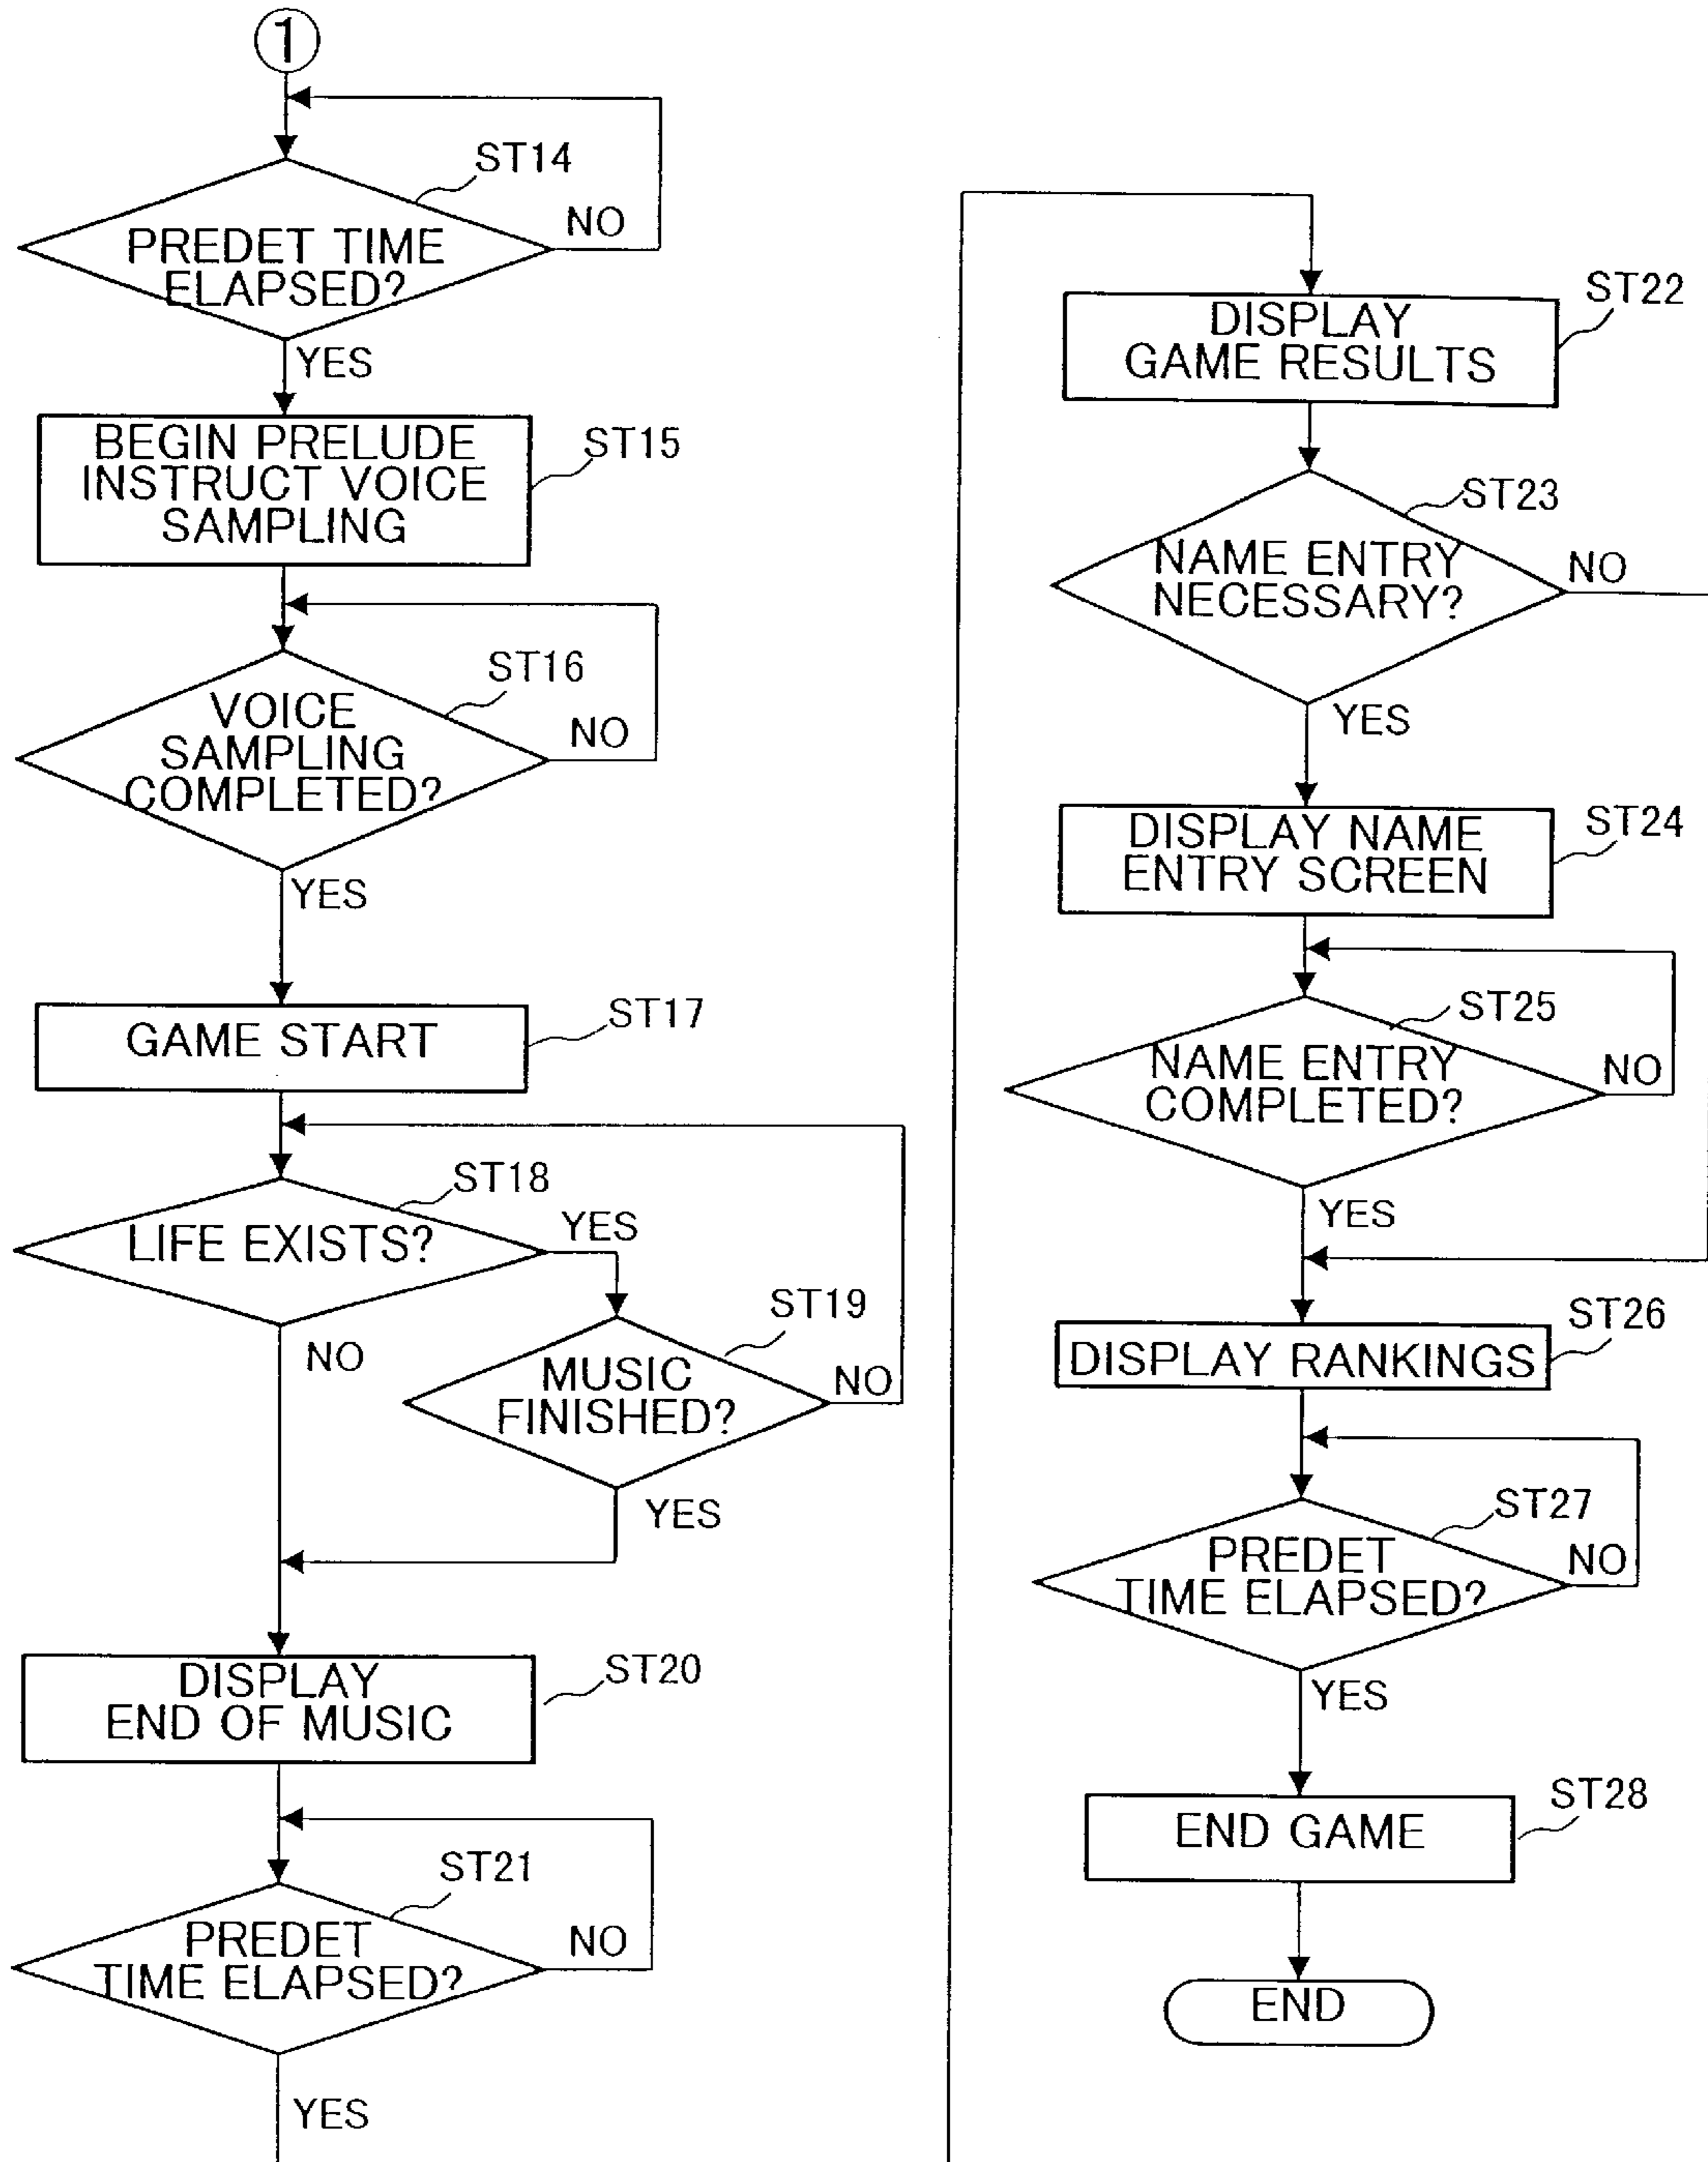 1
ST14
PREDET TIME
ELAPSED?
NO
YES
BEGIN PRELUDE
INSTRUCT VOICE
SAMPLING
ST15
ST16
VOICE
SAMPLING
COMPLETED?
NO
YES
GAME START
ST17
ST18
LIFE EXISTS?
YES
NO
ST19
MUSIC
FINISHED?
NO
YES
DISPLAY
END OF MUSIC
ST20
ST21
PREDET
TIME ELAPSED?
NO
YES
DISPLAY
GAME RESULTS
ST22
ST23
NAME ENTRY
NECESSARY?
NO
YES
DISPLAY NAME
ENTRY SCREEN
ST24
ST25
NAME ENTRY
COMPLETED?
NO
YES
DISPLAY RANKINGS
ST26
ST27
PREDET
TIME ELAPSED?
NO
YES
END GAME
ST28
END